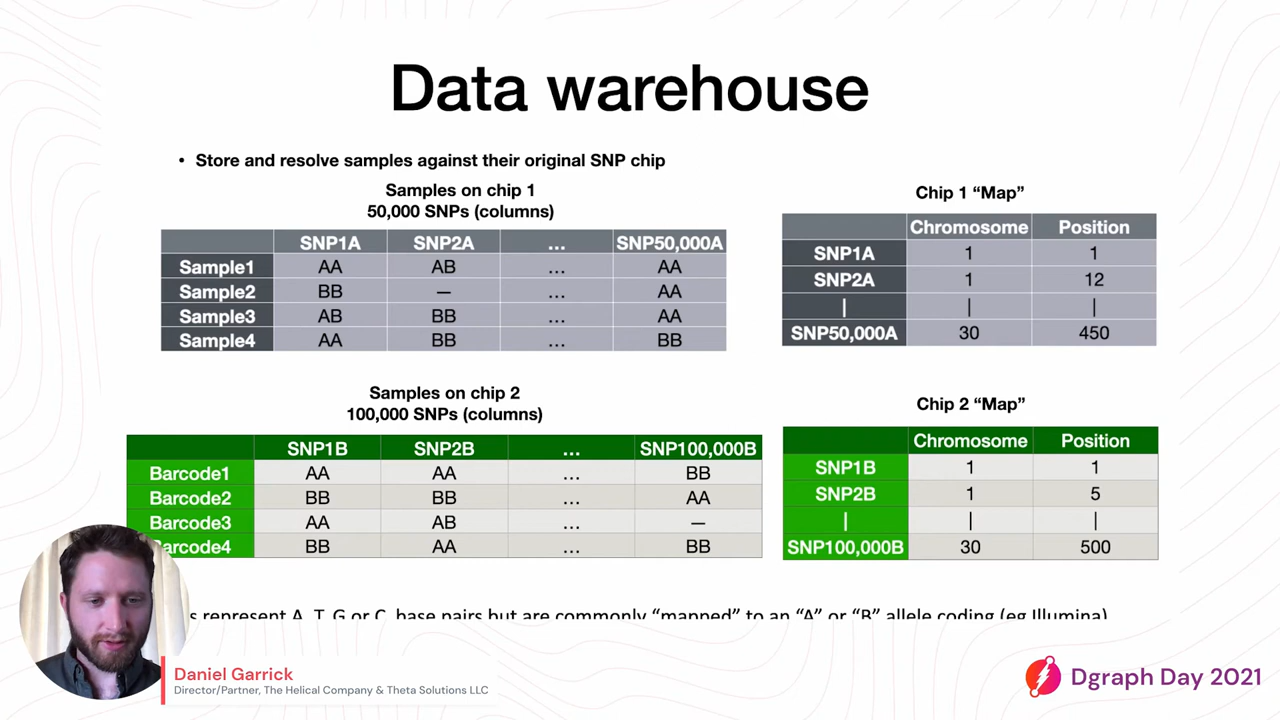 Data warehouse
• Store and resolve samples against their original SNP chip
Samples on chip 1
50,000 SNPs (columns)
SNP1A SNP2A ... SNP50,000A
Sample1 AA AB ... AA
Sample2 BB — ... AA
Sample3 AB BB ... AA
Sample4 AA BB ... BB
Chip 1 “Map”
Chromosome Position
SNP1A 1 1
SNP2A 1 12
| | |
SNP50,000A 30 450
Samples on chip 2
100,000 SNPs (columns)
SNP1B SNP2B ... SNP100,000B
Barcode1 AA AA ... BB
Barcode2 BB BB ... AA
Barcode3 AA AB ... —
arcode4 BB AA ... BB
Chip 2 “Map”
Chromosome Position
SNP1B 1 1
SNP2B 1 5
| | |
SNP100,000B 30 500
represent A, T, G or C, base pairs but are commonly “mapped” to an “A” or “B” allele coding (eg Illumina)
Daniel Garrick
Director/Partner, The Helical Company & Theta Solutions LLC
Dgraph Day 2021